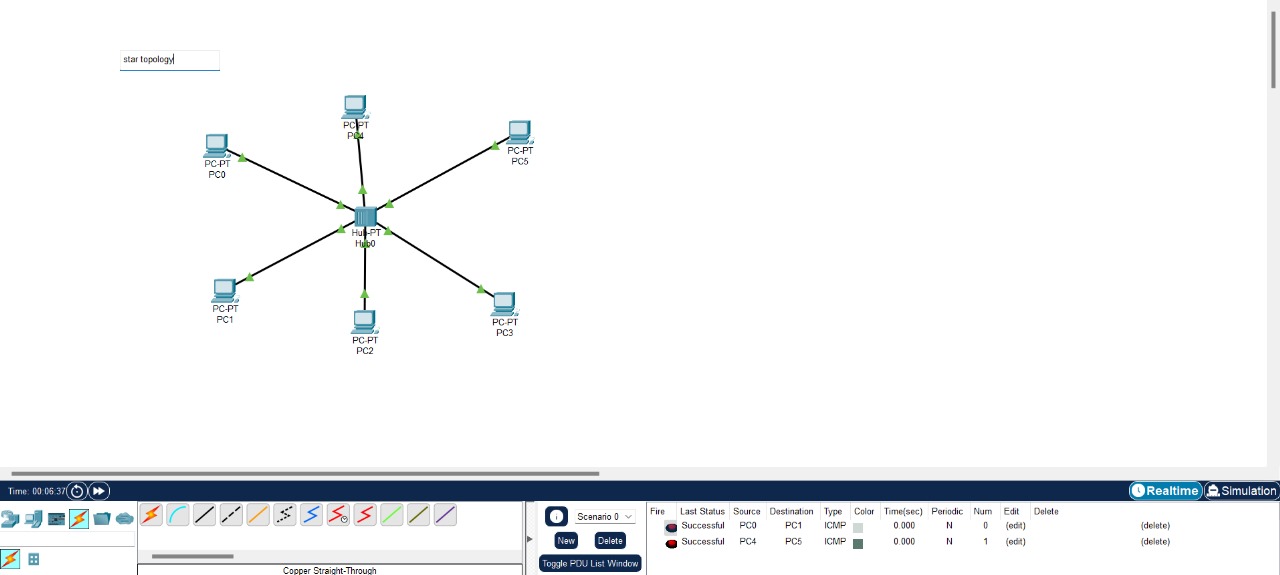 star topology
PC-PT
PC4
PC-PT
PC5
PC-PT
PC0
Hub-PT
Hub0
PC-PT
PC1
PC-PT
PC3
PC-PT
PC2
Time: 00:06:37
Realtime
Simulation
Scenario 0
New
Delete
Toggle PDU List Window
Fire Last Status Source Destination Type Color Time(sec) Periodic Num Edit Delete
Successful PC0 PC1 ICMP 0.000 N 0 (edit) (delete)
Successful PC4 PC5 ICMP 0.000 N 1 (edit) (delete)
Copper Straight-Through